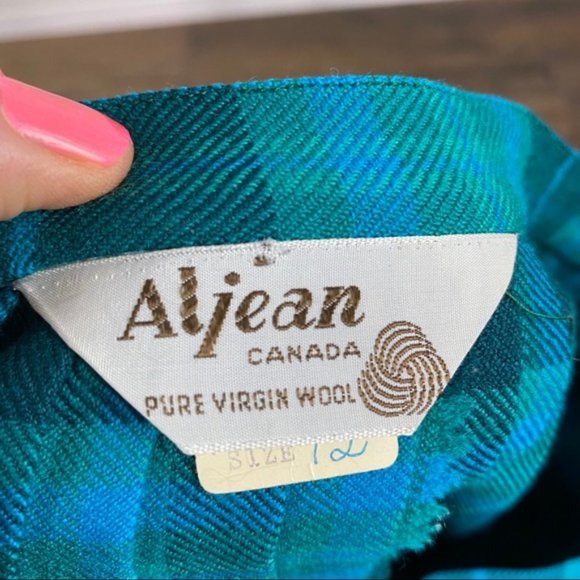 Aljean
CANADA
PURE VIRGIN WOOL
SIZE 12